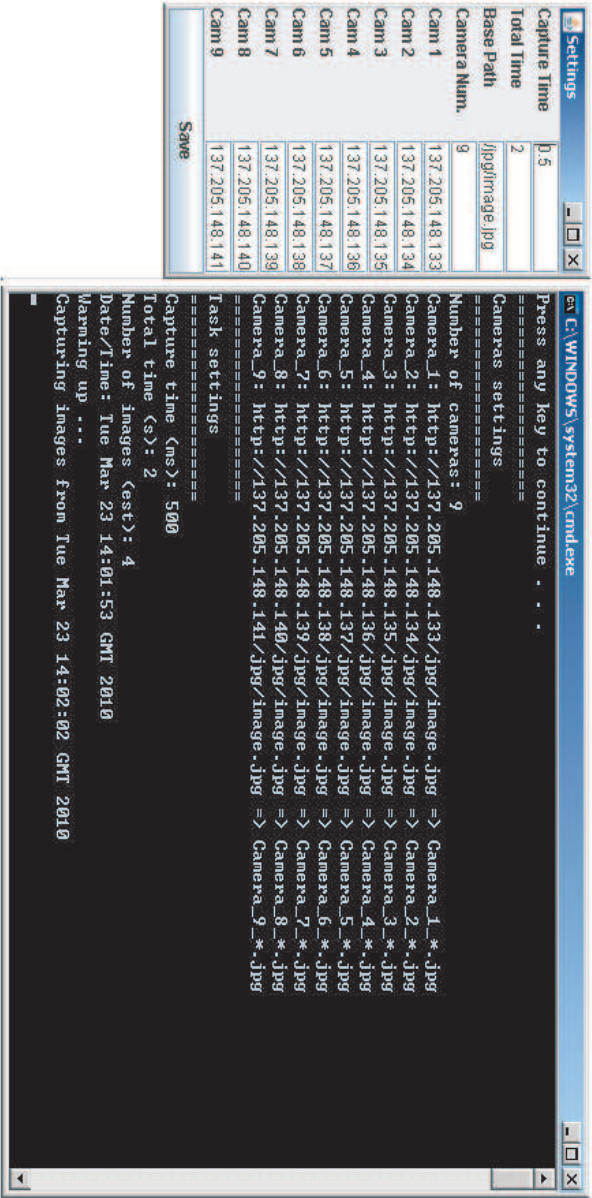 Settings
Capture Time 0.5
Total Time 2
Base Path /jpg/image.jpg
Camera Num. 9
Cam 1 137.205.148.133
Cam 2 137.205.148.134
Cam 3 137.205.148.135
Cam 4 137.205.148.136
Cam 5 137.205.148.137
Cam 6 137.205.148.138
Cam 7 137.205.148.139
Cam 8 137.205.148.140
Cam 9 137.205.148.141
Save
C:\WINDOWS\system32\cmd.exe
Press any key to continue . . .
===================
Cameras settings
===================
Number of cameras: 9
Camera_1: http://137.205.148.133/jpg/image.jpg => Camera_1_*.jpg
Camera_2: http://137.205.148.134/jpg/image.jpg => Camera_2_*.jpg
Camera_3: http://137.205.148.135/jpg/image.jpg => Camera_3_*.jpg
Camera_4: http://137.205.148.136/jpg/image.jpg => Camera_4_*.jpg
Camera_5: http://137.205.148.137/jpg/image.jpg => Camera_5_*.jpg
Camera_6: http://137.205.148.138/jpg/image.jpg => Camera_6_*.jpg
Camera_7: http://137.205.148.139/jpg/image.jpg => Camera_7_*.jpg
Camera_8: http://137.205.148.140/jpg/image.jpg => Camera_8_*.jpg
Camera_9: http://137.205.148.141/jpg/image.jpg => Camera_9_*.jpg
===================
Task settings
===================
Capture time (ms): 500
Total time (s): 2
Number of images (est): 4
Date/Time: Tue Mar 23 14:01:53 GMT 2010
Warming up ...
Capturing images from Tue Mar 23 14:02:02 GMT 2010